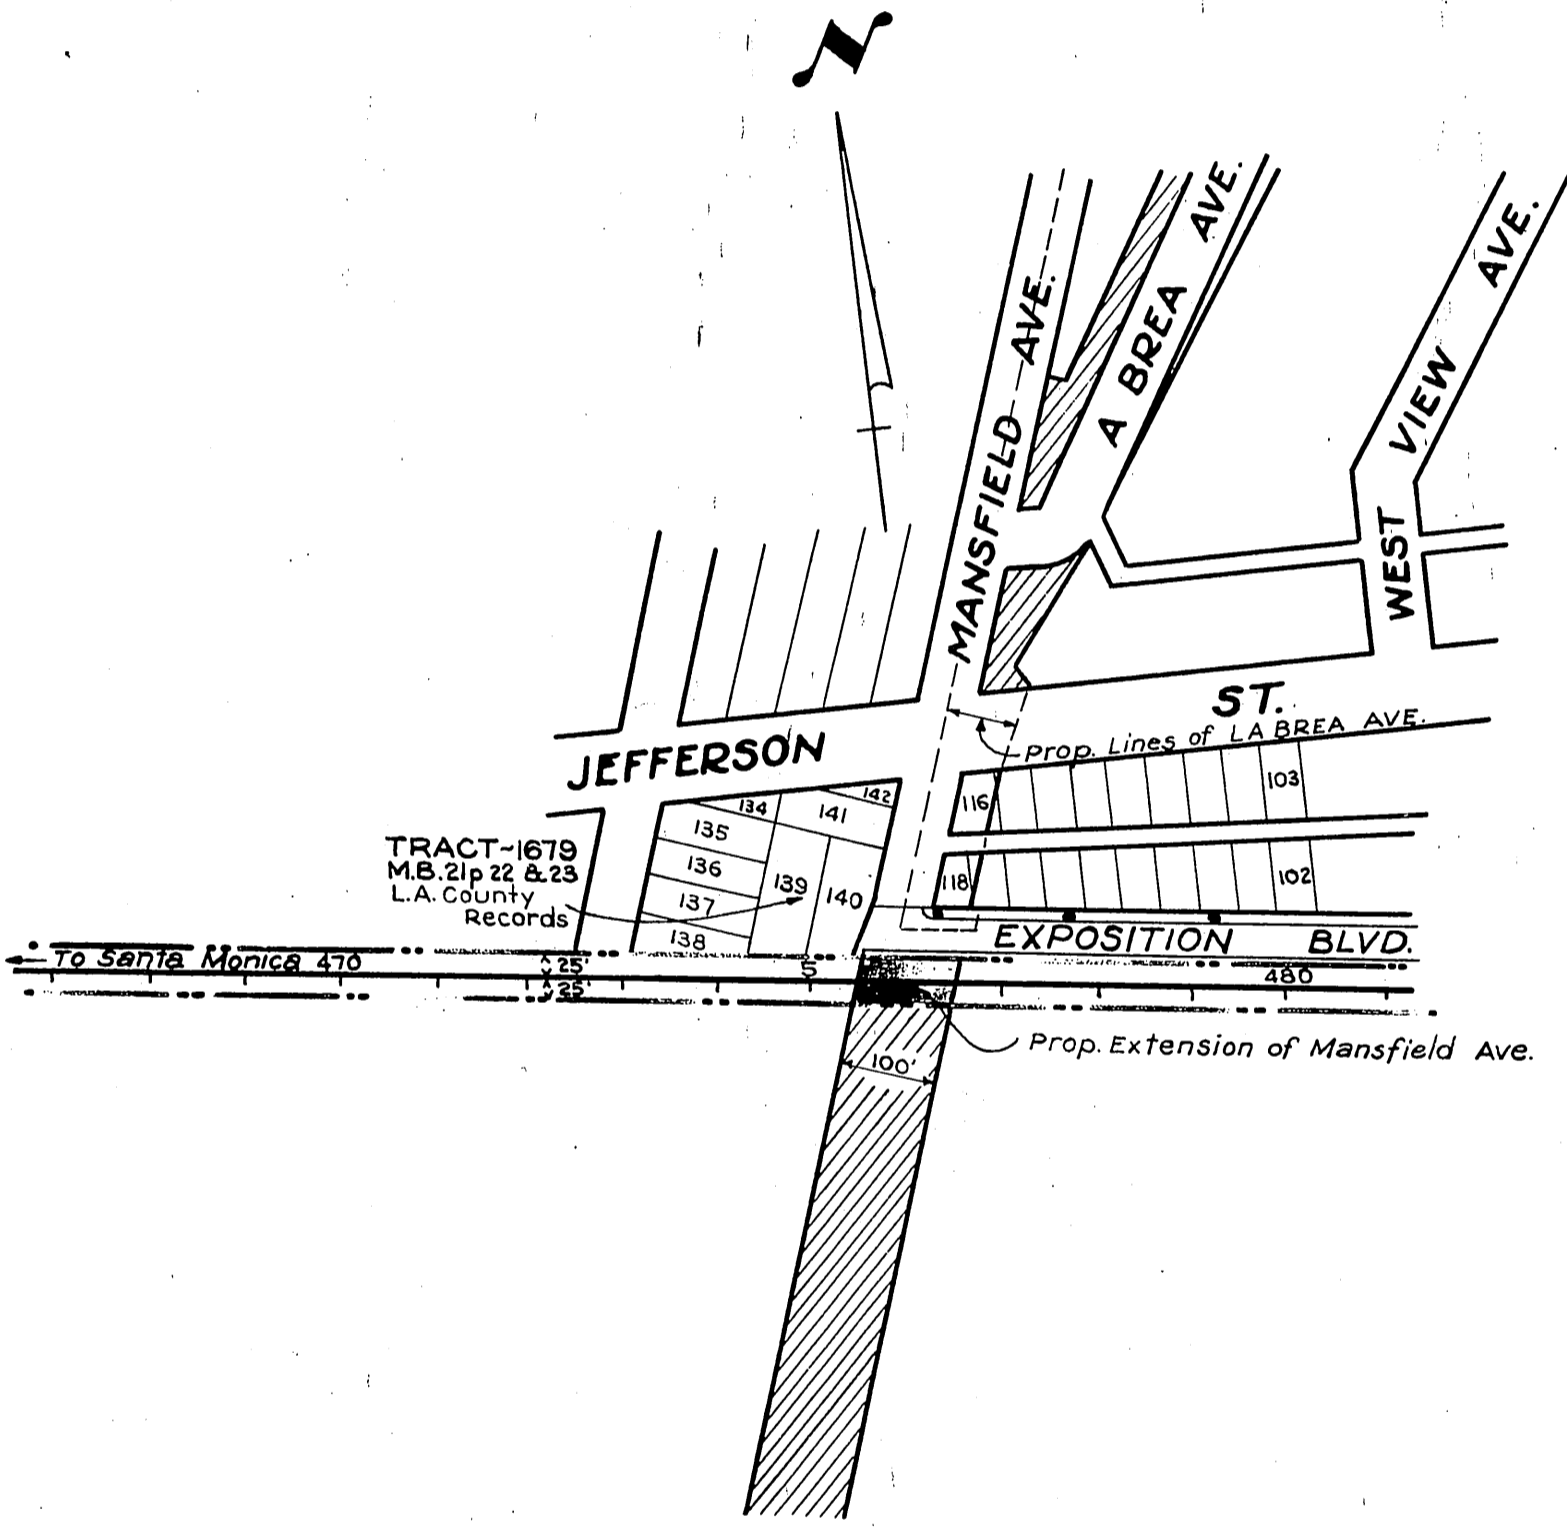 N
MANSFIELD AVE.
A BREA AVE.
WEST VIEW AVE.
JEFFERSON ST.
Prop. Lines of LA BREA AVE.
134
142
141
135
136
139
137
140
138
116
103
118
102
TRACT~1679
M.B. 21 p 22 & 23
L.A. County
Records
EXPOSITION BLVD.
To Santa Monica 470
25'
25'
5
480
Prop. Extension of Mansfield Ave.
100'